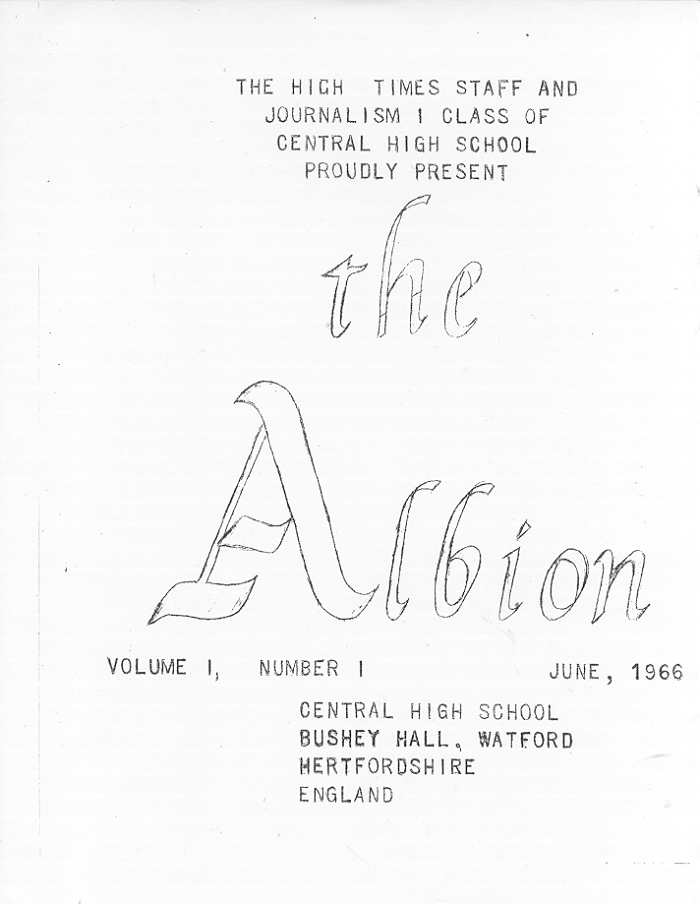 THE HIGH TIMES STAFF AND
JOURNALISM I CLASS OF
CENTRAL HIGH SCHOOL
PROUDLY PRESENT
the
Albion
VOLUME I, NUMBER I JUNE, 1966
CENTRAL HIGH SCHOOL
BUSHEY HALL, WATFORD
HERTFORDSHIRE
ENGLAND